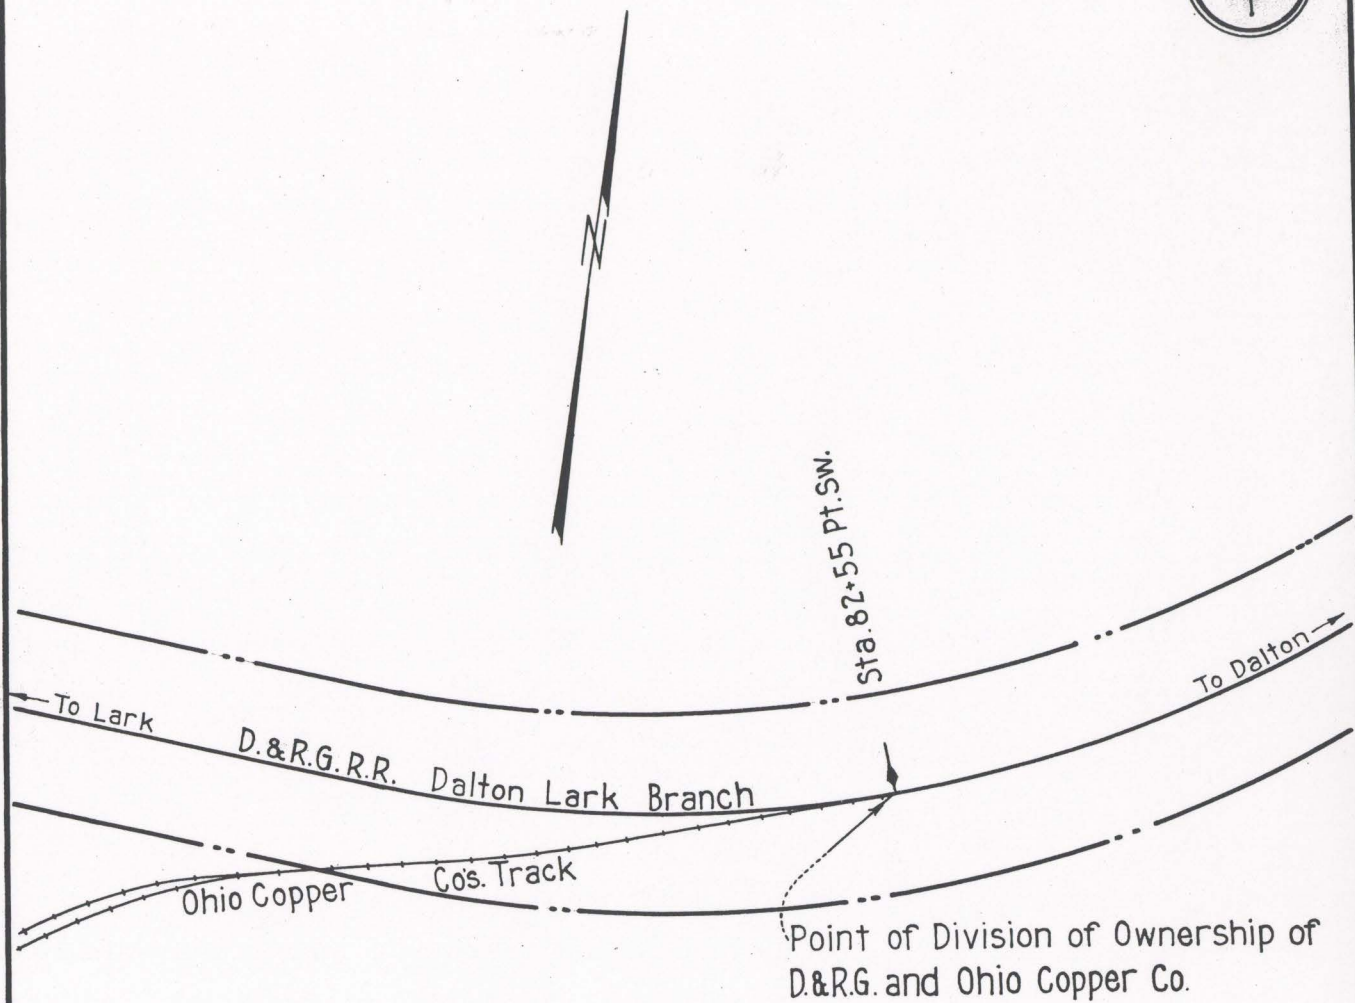 N
Sta. 82+55 Pt. Sw.
To Dalton
To Lark
D.&R.G.R.R. Dalton Lark Branch
Ohio Copper Co's. Track
Point of Division of Ownership of
D.&R.G. and Ohio Copper Co.